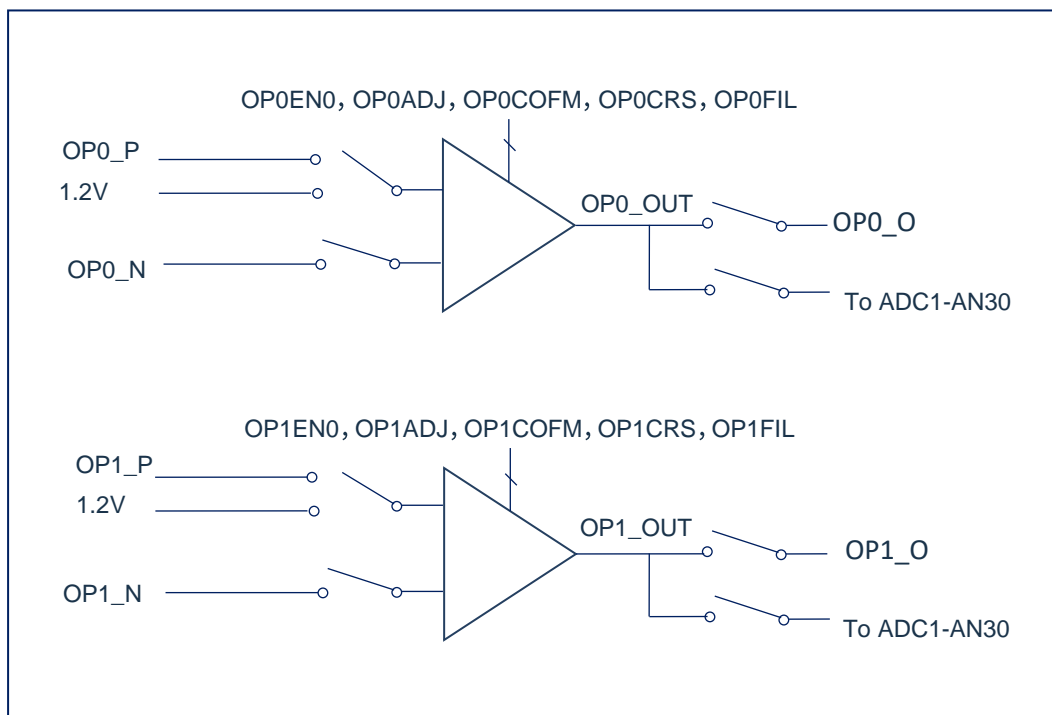 OP0EN0, OP0ADJ, OP0COFM, OP0CRS, OP0FIL
OP0_P
1.2V
OP0_N
OP0_OUT
OP0_O
To ADC1-AN30
OP1EN0, OP1ADJ, OP1COFM, OP1CRS, OP1FIL
OP1_P
1.2V
OP1_N
OP1_OUT
OP1_O
To ADC1-AN30